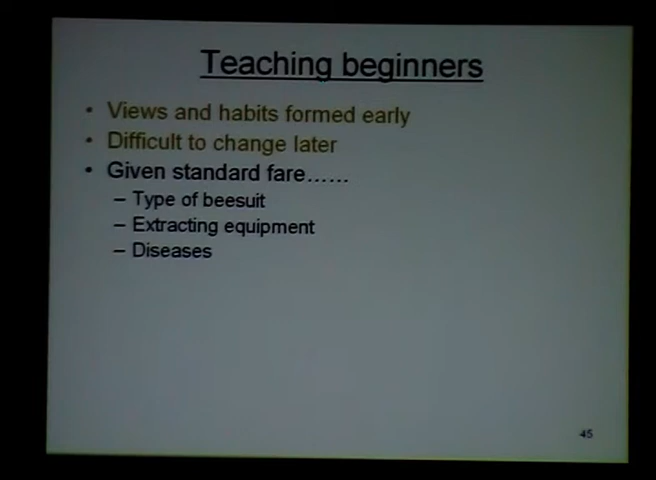 Teaching beginners
• Views and habits formed early
• Difficult to change later
• Given standard fare......
– Type of beesuit
– Extracting equipment
– Diseases
45